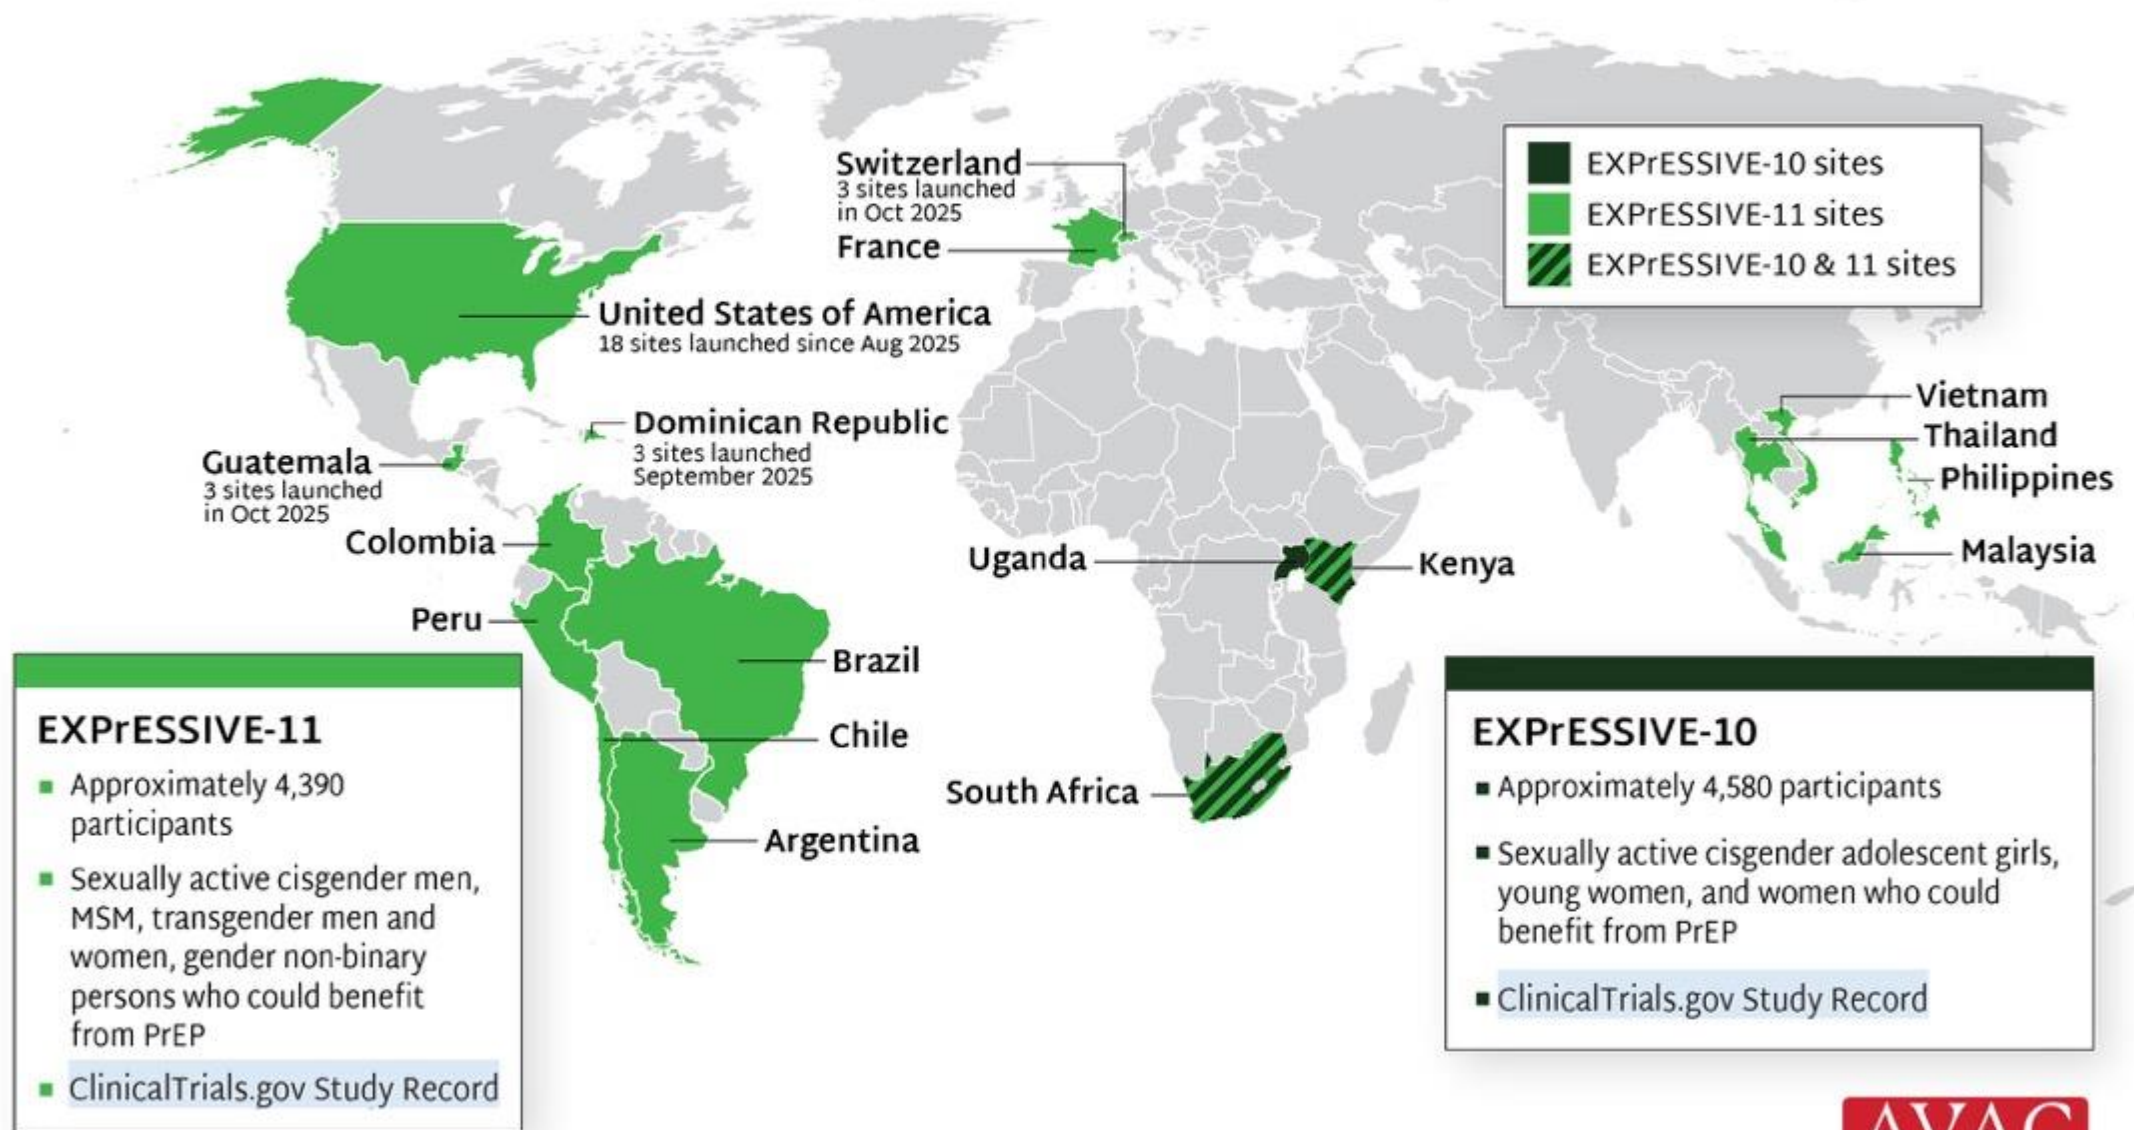 Switzerland
3 sites launched
in Oct 2025
France
United States of America
18 sites launched since Aug 2025
Dominican Republic
3 sites launched
September 2025
Guatemala
3 sites launched
in Oct 2025
Colombia
Peru
Brazil
Chile
Argentina
Uganda
Kenya
South Africa
EXPrESSIVE-10 sites
EXPrESSIVE-11 sites
EXPrESSIVE-10 & 11 sites
Vietnam
Thailand
Philippines
Malaysia
EXPrESSIVE-11
Approximately 4,390
participants
Sexually active cisgender men,
MSM, transgender men and
women, gender non-binary
persons who could benefit
from PrEP
ClinicalTrials.gov Study Record
EXPrESSIVE-10
Approximately 4,580 participants
Sexually active cisgender adolescent girls,
young women, and women who could
benefit from PrEP
ClinicalTrials.gov Study Record
AVAC